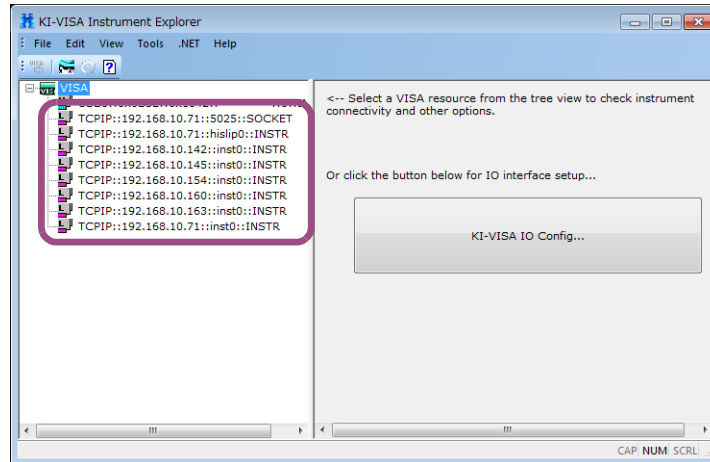 KI-VISA Instrument Explorer
File Edit View Tools .NET Help
VISA
TCPIP::192.168.10.71::5025::SOCKET
TCPIP::192.168.10.71::hislip0::INSTR
TCPIP::192.168.10.142::inst0::INSTR
TCPIP::192.168.10.145::inst0::INSTR
TCPIP::192.168.10.154::inst0::INSTR
TCPIP::192.168.10.160::inst0::INSTR
TCPIP::192.168.10.163::inst0::INSTR
TCPIP::192.168.10.71::inst0::INSTR
<-- Select a VISA resource from the tree view to check instrument
connectivity and other options.
Or click the button below for IO interface setup...
KI-VISA IO Config...
CAP NUM SCRL